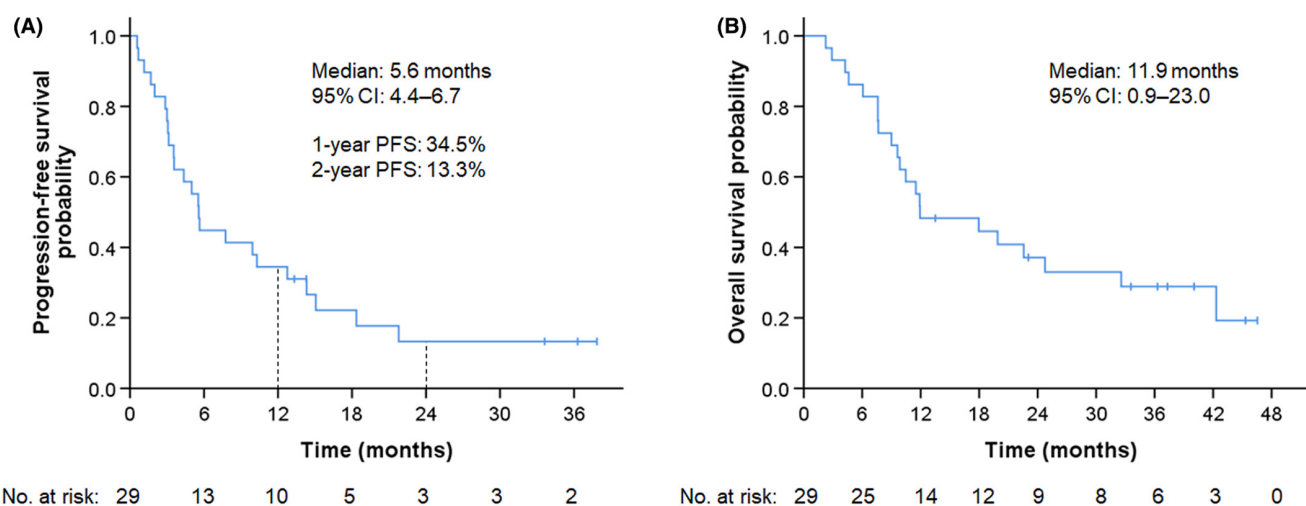 (A)
Progression-free survival
probability
1.0
0.8
0.6
0.4
0.2
0.0
Median: 5.6 months
95% CI: 4.4–6.7
1-year PFS: 34.5%
2-year PFS: 13.3%
0 6 12 18 24 30 36
Time (months)
No. at risk: 29 13 10 5 3 3 2
(B)
Overall survival probability
1.0
0.8
0.6
0.4
0.2
0.0
Median: 11.9 months
95% CI: 0.9–23.0
0 6 12 18 24 30 36 42 48
Time (months)
No. at risk: 29 25 14 12 9 8 6 3 0